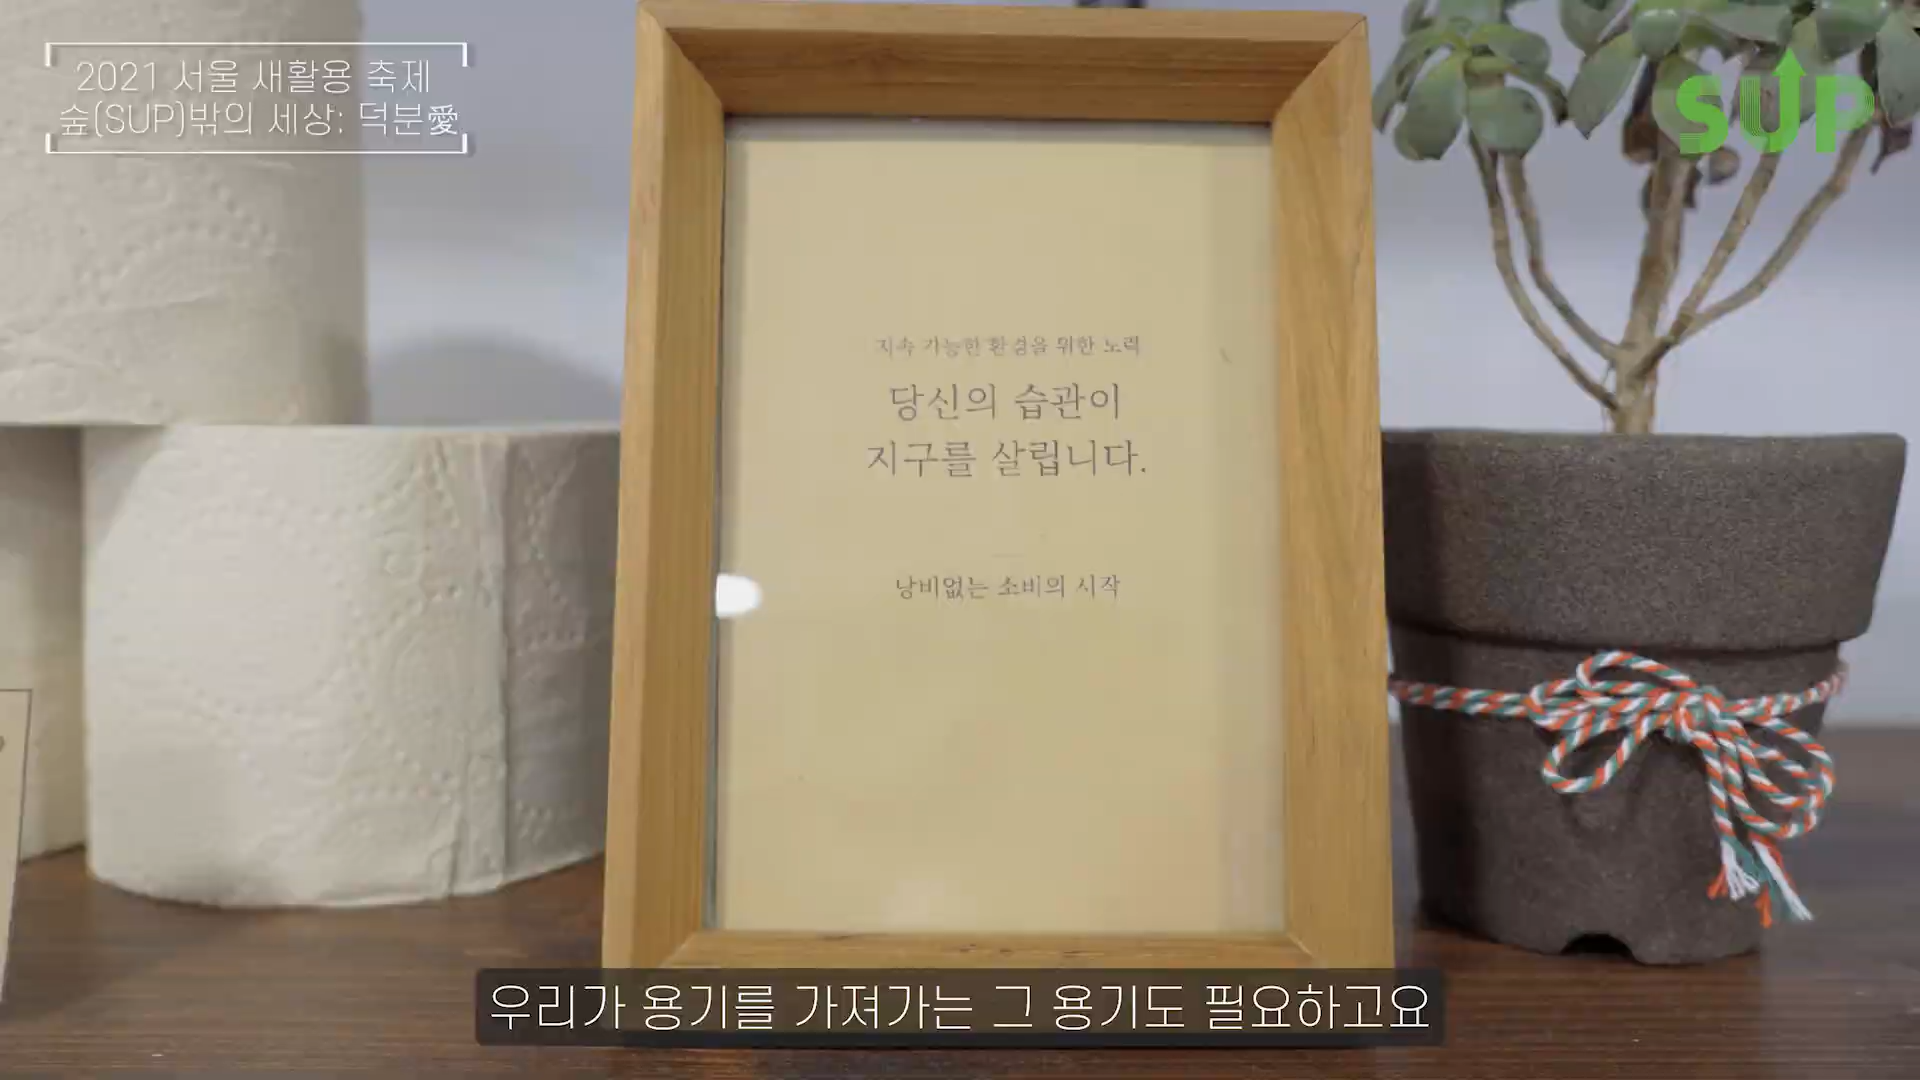 2021 서울 새활용 축제
숲(SUP)밖의 세상: 덕분愛
SUP
지속 가능한 환경을 위한 노력
당신의 습관이
지구를 살립니다.
낭비없는 소비의 시작
우리가 용기를 가져가는 그 용기도 필요하고요